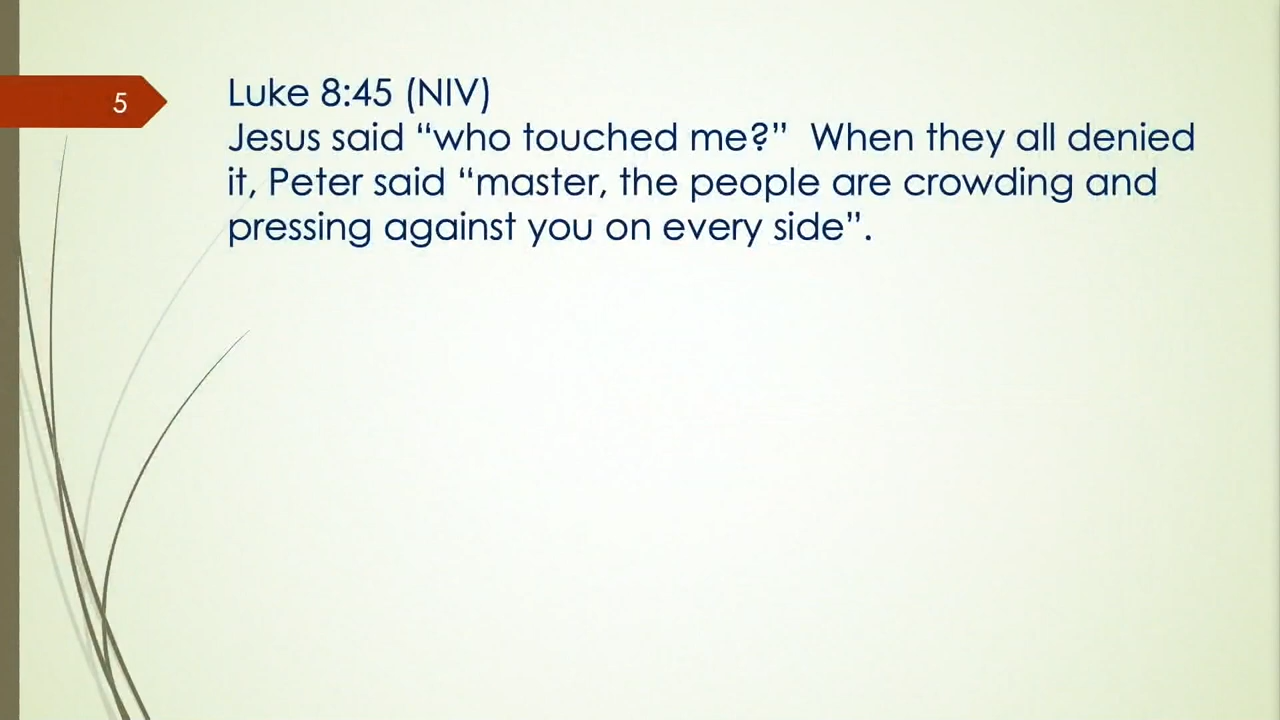 5
Luke 8:45 (NIV)
Jesus said “who touched me?”  When they all denied
it, Peter said “master, the people are crowding and
pressing against you on every side”.